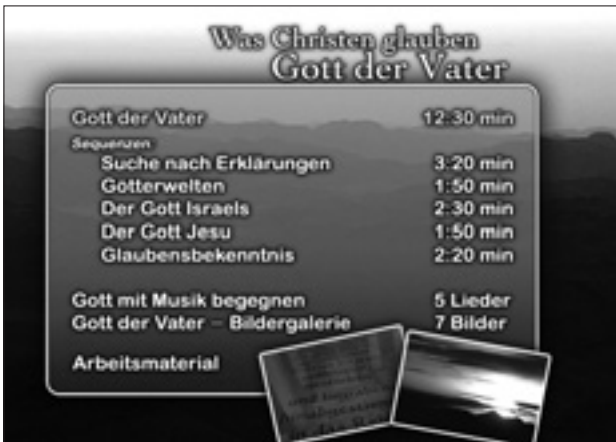 Was Christen glauben
Gott der Vater
Gott der Vater 12:30 min
Sequenzen:
Suche nach Erklärungen 3:20 min
Götterwelten 1:50 min
Der Gott Israels 2:30 min
Der Gott Jesu 1:50 min
Glaubensbekenntnis 2:20 min
Gott mit Musik begegnen 5 Lieder
Gott der Vater – Bildergalerie 7 Bilder
Arbeitsmaterial